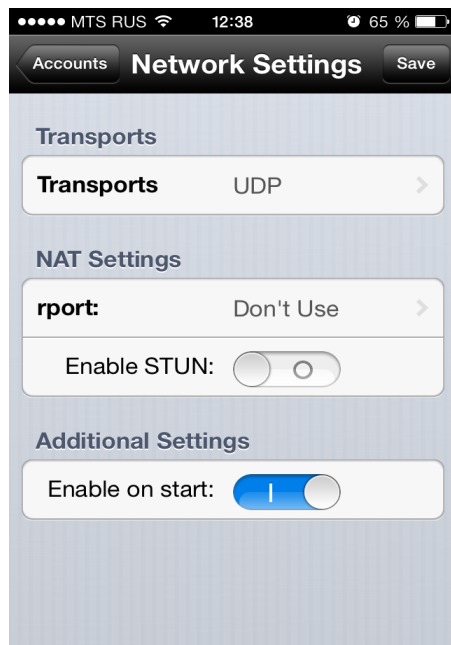 MTS RUS 12:38 65 %
Accounts Network Settings Save
Transports
Transports UDP
NAT Settings
rport: Don't Use
Enable STUN:
Additional Settings
Enable on start: